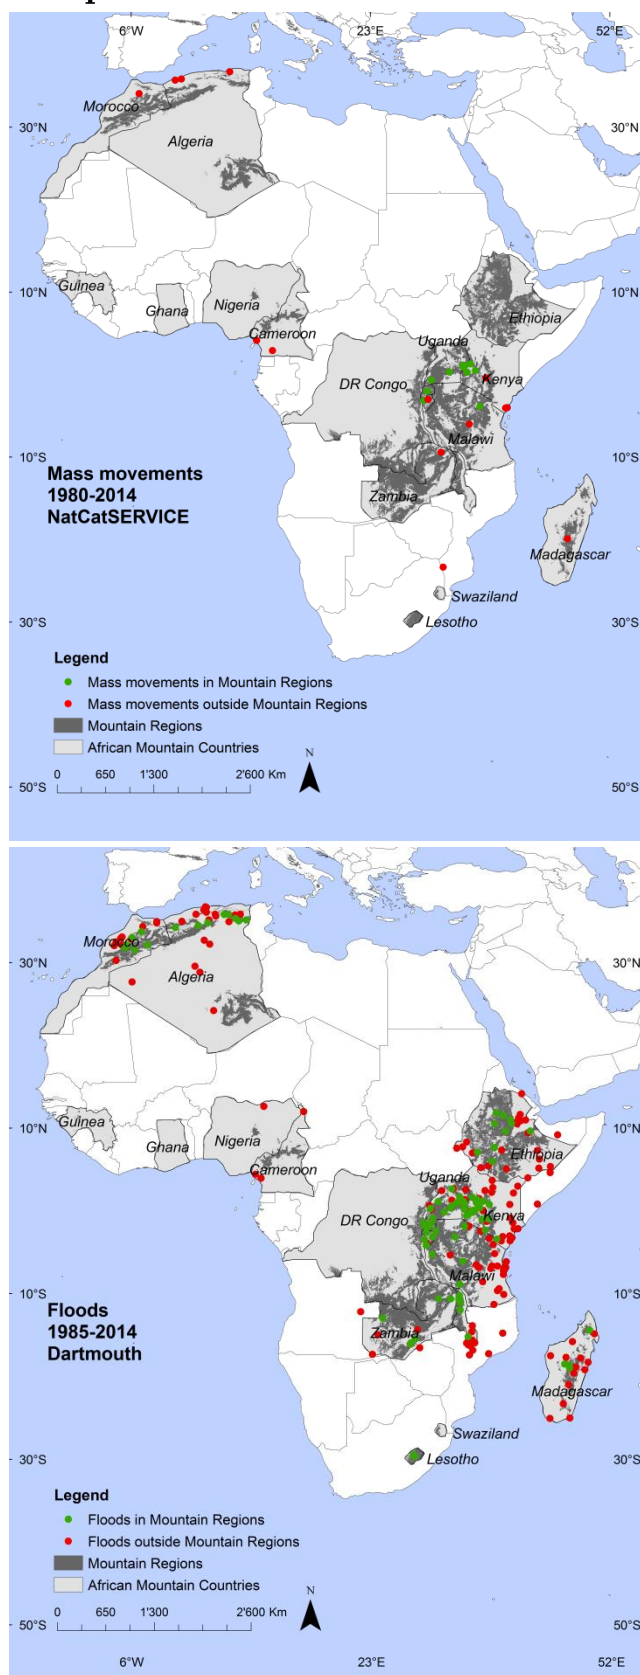 6°W 23°E 52°E
Morocco
30°N 30°N
Algeria
10°N 10°N
Guinea
Ghana
Nigeria
Ethiopia
Cameroon
Uganda
DR Congo
Kenya
Malawi
10°S 10°S
Mass movements
1980-2014
NatCatSERVICE
Zambia
Madagascar
Swaziland
30°S Lesotho 30°S
Legend
Mass movements in Mountain Regions
Mass movements outside Mountain Regions
Mountain Regions
African Mountain Countries
N
0 650 1'300 2'600 Km
50°S 50°S
Morocco
30°N 30°N
Algeria
10°N 10°N
Guinea
Ghana
Nigeria
Ethiopia
Cameroon
Uganda
DR Congo
Kenya
Malawi
10°S 10°S
Floods
1985-2014
Dartmouth
Zambia
Madagascar
Swaziland
30°S Lesotho 30°S
Legend
Floods in Mountain Regions
Floods outside Mountain Regions
Mountain Regions
African Mountain Countries
N
0 650 1'300 2'600 Km
50°S 50°S
6°W 23°E 52°E